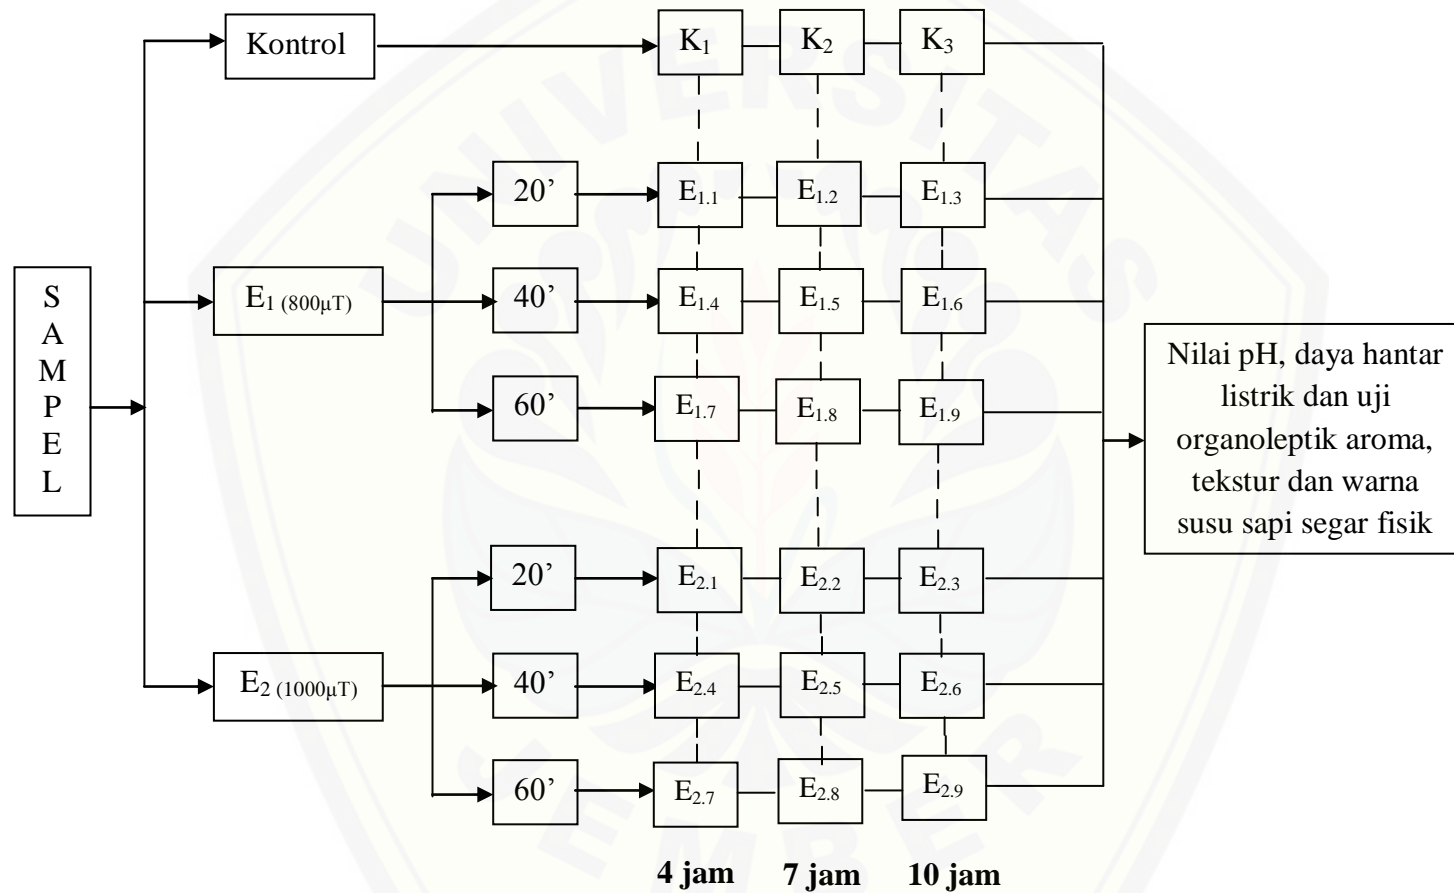 Kontrol
K₁
K₂
K₃
20’
E₁.₁
E₁.₂
E₁.₃
S
A
M
P
E
L
E₁ (800μT)
40’
E₁.₄
E₁.₅
E₁.₆
60’
E₁.₇
E₁.₈
E₁.₉
Nilai pH, daya hantar
listrik dan uji
organoleptik aroma,
tekstur dan warna
susu sapi segar fisik
20’
E₂.₁
E₂.₂
E₂.₃
E₂ (1000μT)
40’
E₂.₄
E₂.₅
E₂.₆
60’
E₂.₇
E₂.₈
E₂.₉
4 jam
7 jam
10 jam
UNIVERSITAS
JEMBER